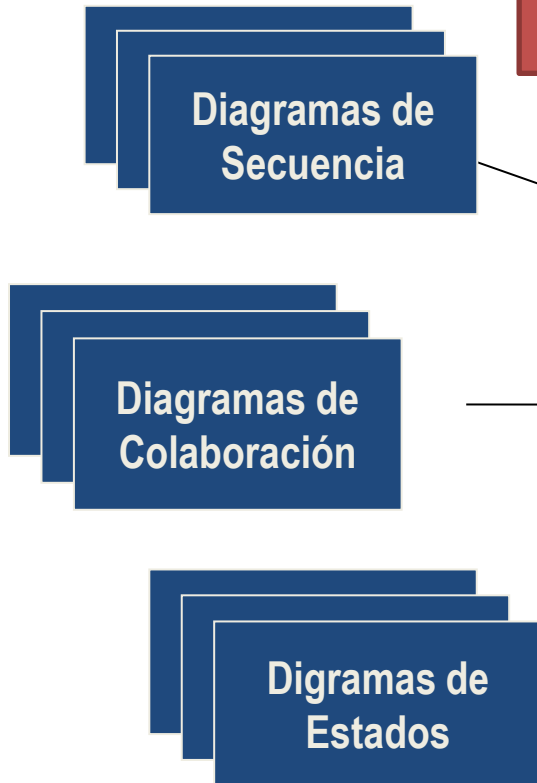 Diagramas de
Secuencia
Diagramas de
Colaboración
Digramas de
Estados